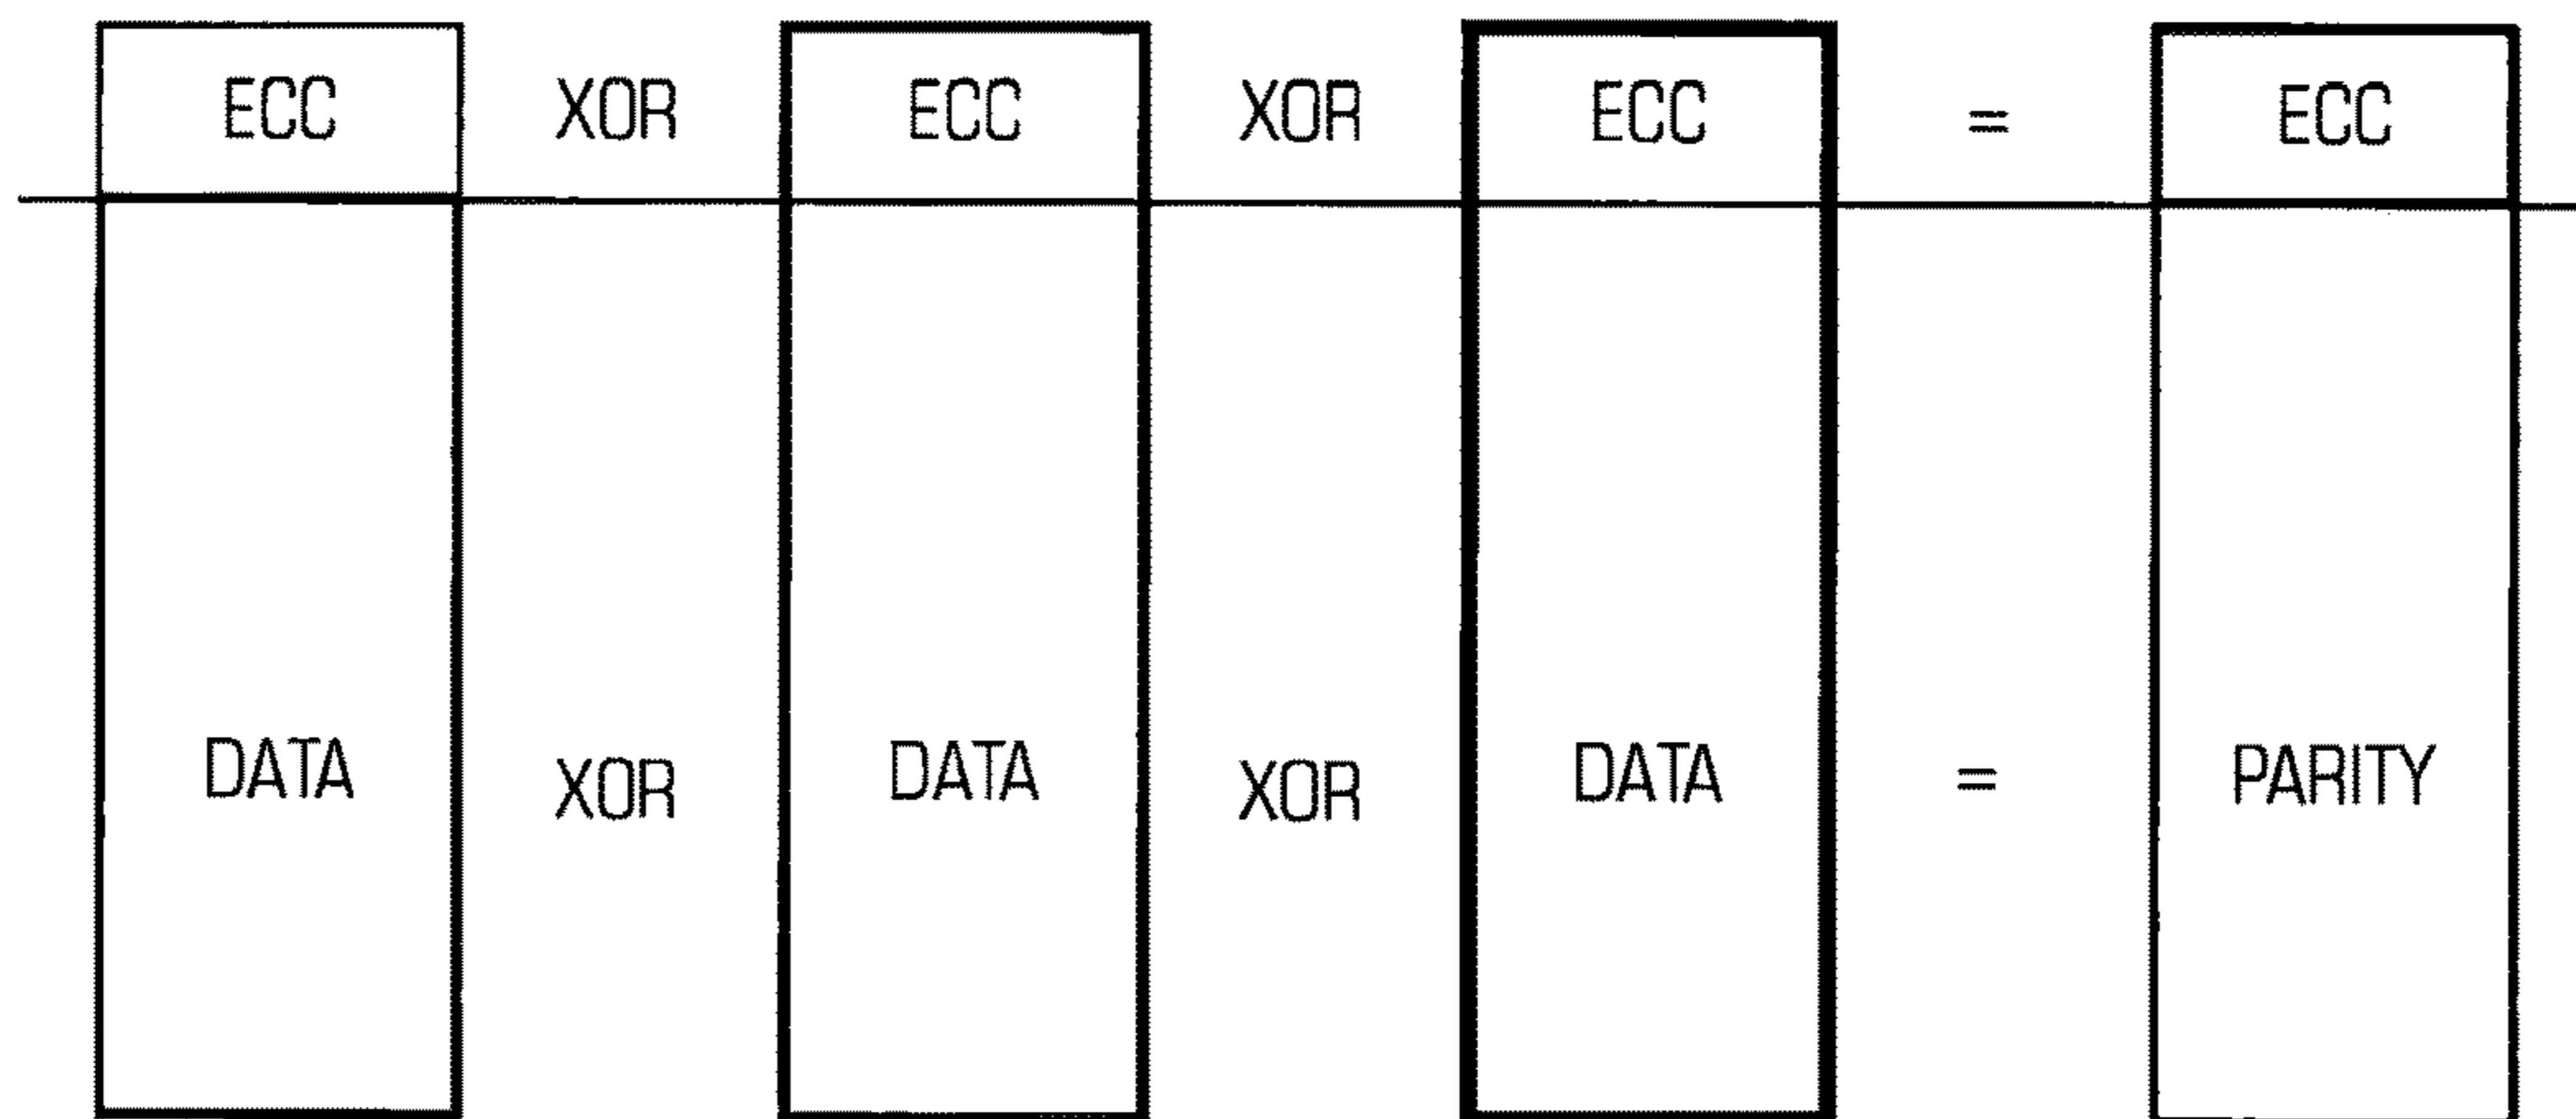 ECC XOR ECC XOR ECC = ECC
DATA XOR DATA XOR DATA = PARITY